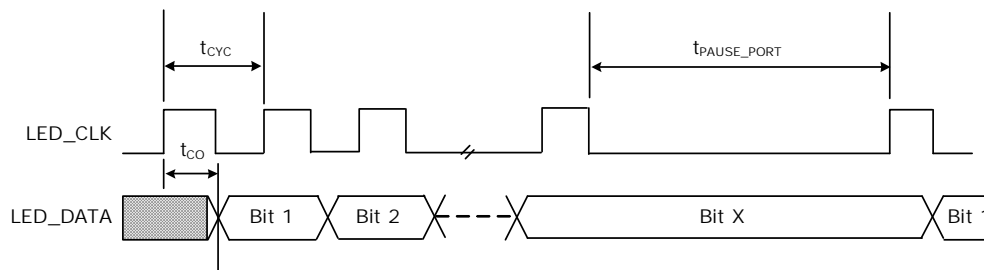 tCYC
tPAUSE_PORT
LED_CLK
tCO
LED_DATA
Bit 1
Bit 2
Bit X
Bit 1